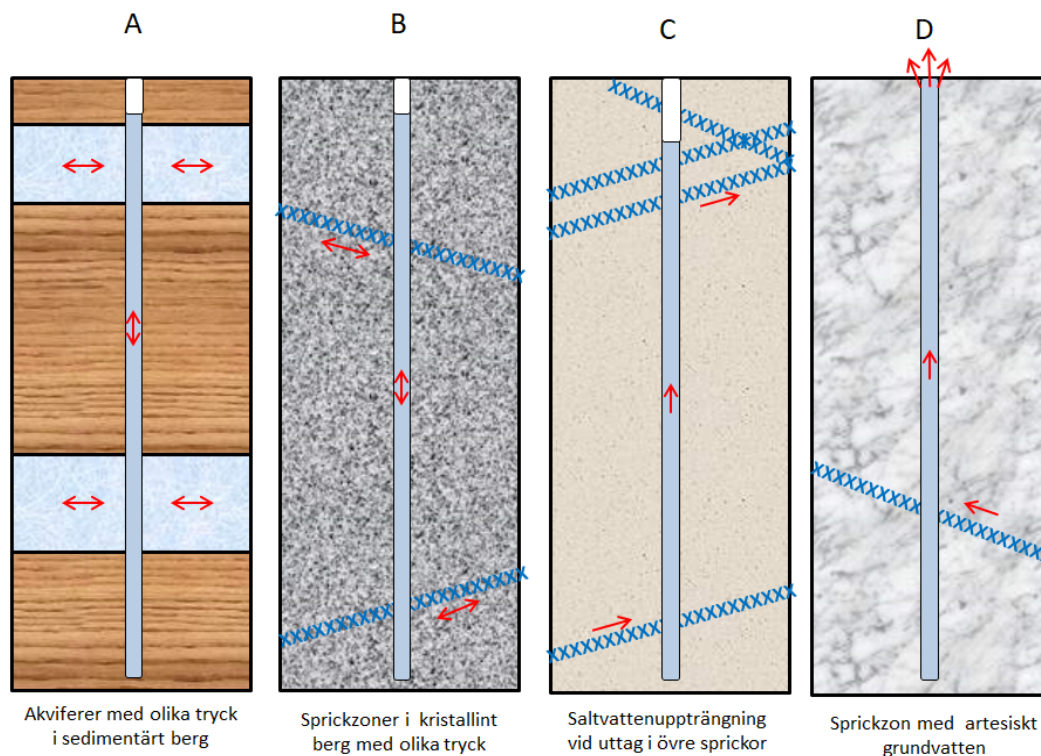 A
B
C
D
Akviferer med olika tryck
i sedimentärt berg
Sprickzoner i kristallint
berg med olika tryck
Saltvattenuppträngning
vid uttag i övre sprickor
Sprickzon med artesiskt
grundvatten